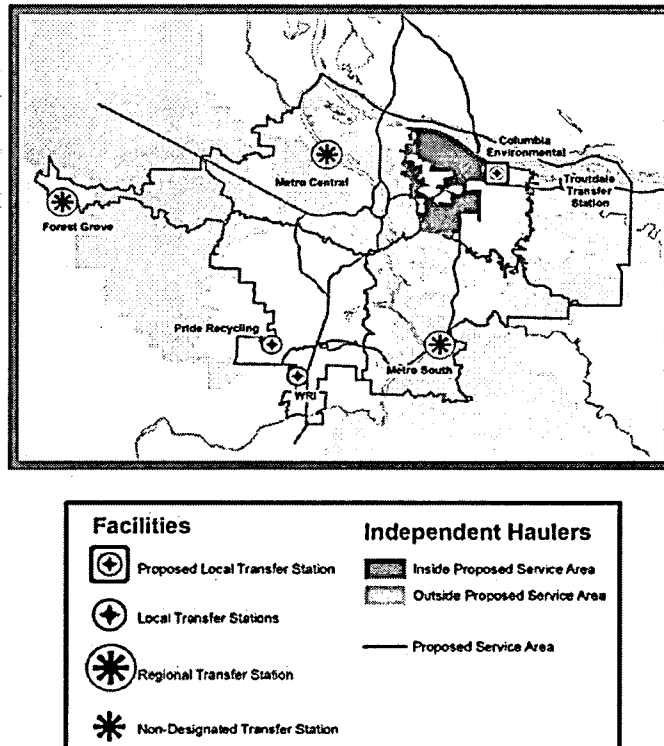 Columbia
Environmental
Metro Central
Troutdale
Transfer
Station
Forest Grove
Pride Recycling
Metro South
WRI
Facilities
Proposed Local Transfer Station
Local Transfer Stations
Regional Transfer Station
Non-Designated Transfer Station
Independent Haulers
Inside Proposed Service Area
Outside Proposed Service Area
Proposed Service Area